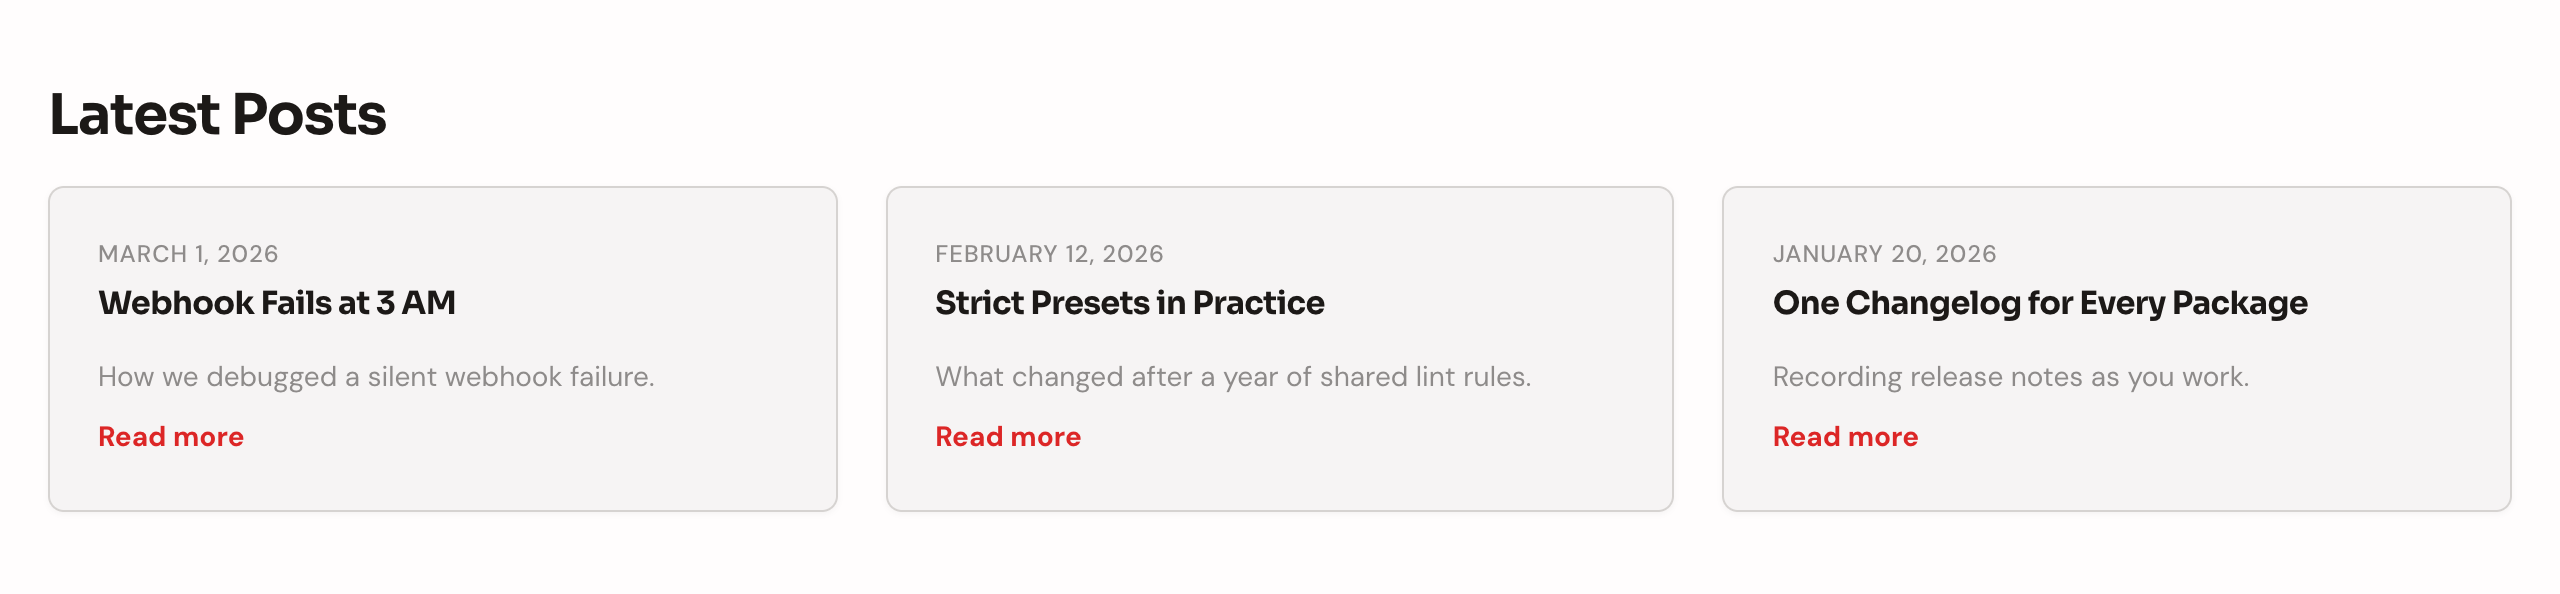 Latest Posts
MARCH 1, 2026
Webhook Fails at 3 AM
How we debugged a silent webhook failure.
Read more
FEBRUARY 12, 2026
Strict Presets in Practice
What changed after a year of shared lint rules.
Read more
JANUARY 20, 2026
One Changelog for Every Package
Recording release notes as you work.
Read more